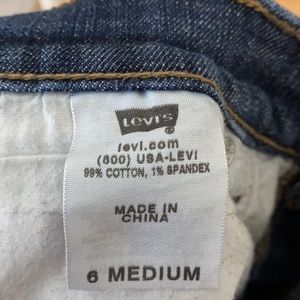 LEVI'S
levi.com
(800) USA-LEVI
99% COTTON, 1% SPANDEX
MADE IN
CHINA
6 MEDIUM